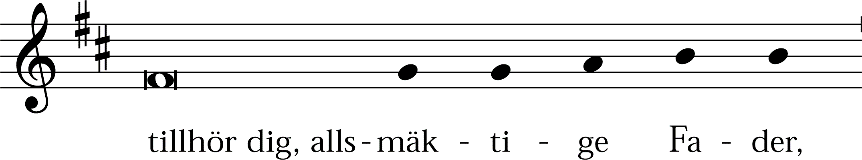 tillhör dig, alls-mäk - ti - ge Fa - der,